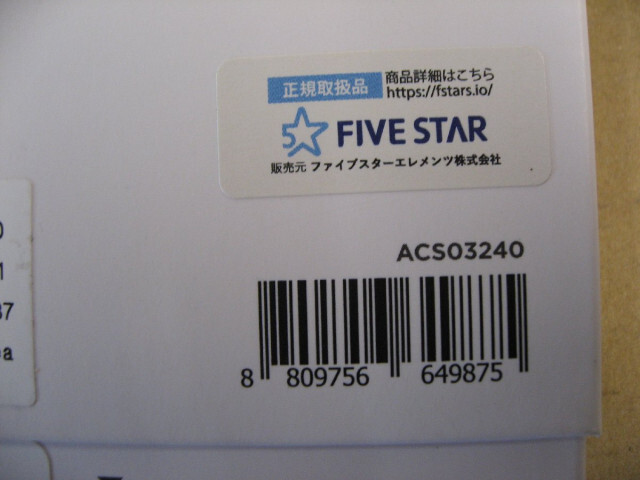 正規取扱品 商品詳細はこちら
https://fstars.io/
5 FIVE STAR
販売元 ファイブスターエレメンツ株式会社
ACS03240
8 809756 649875
37